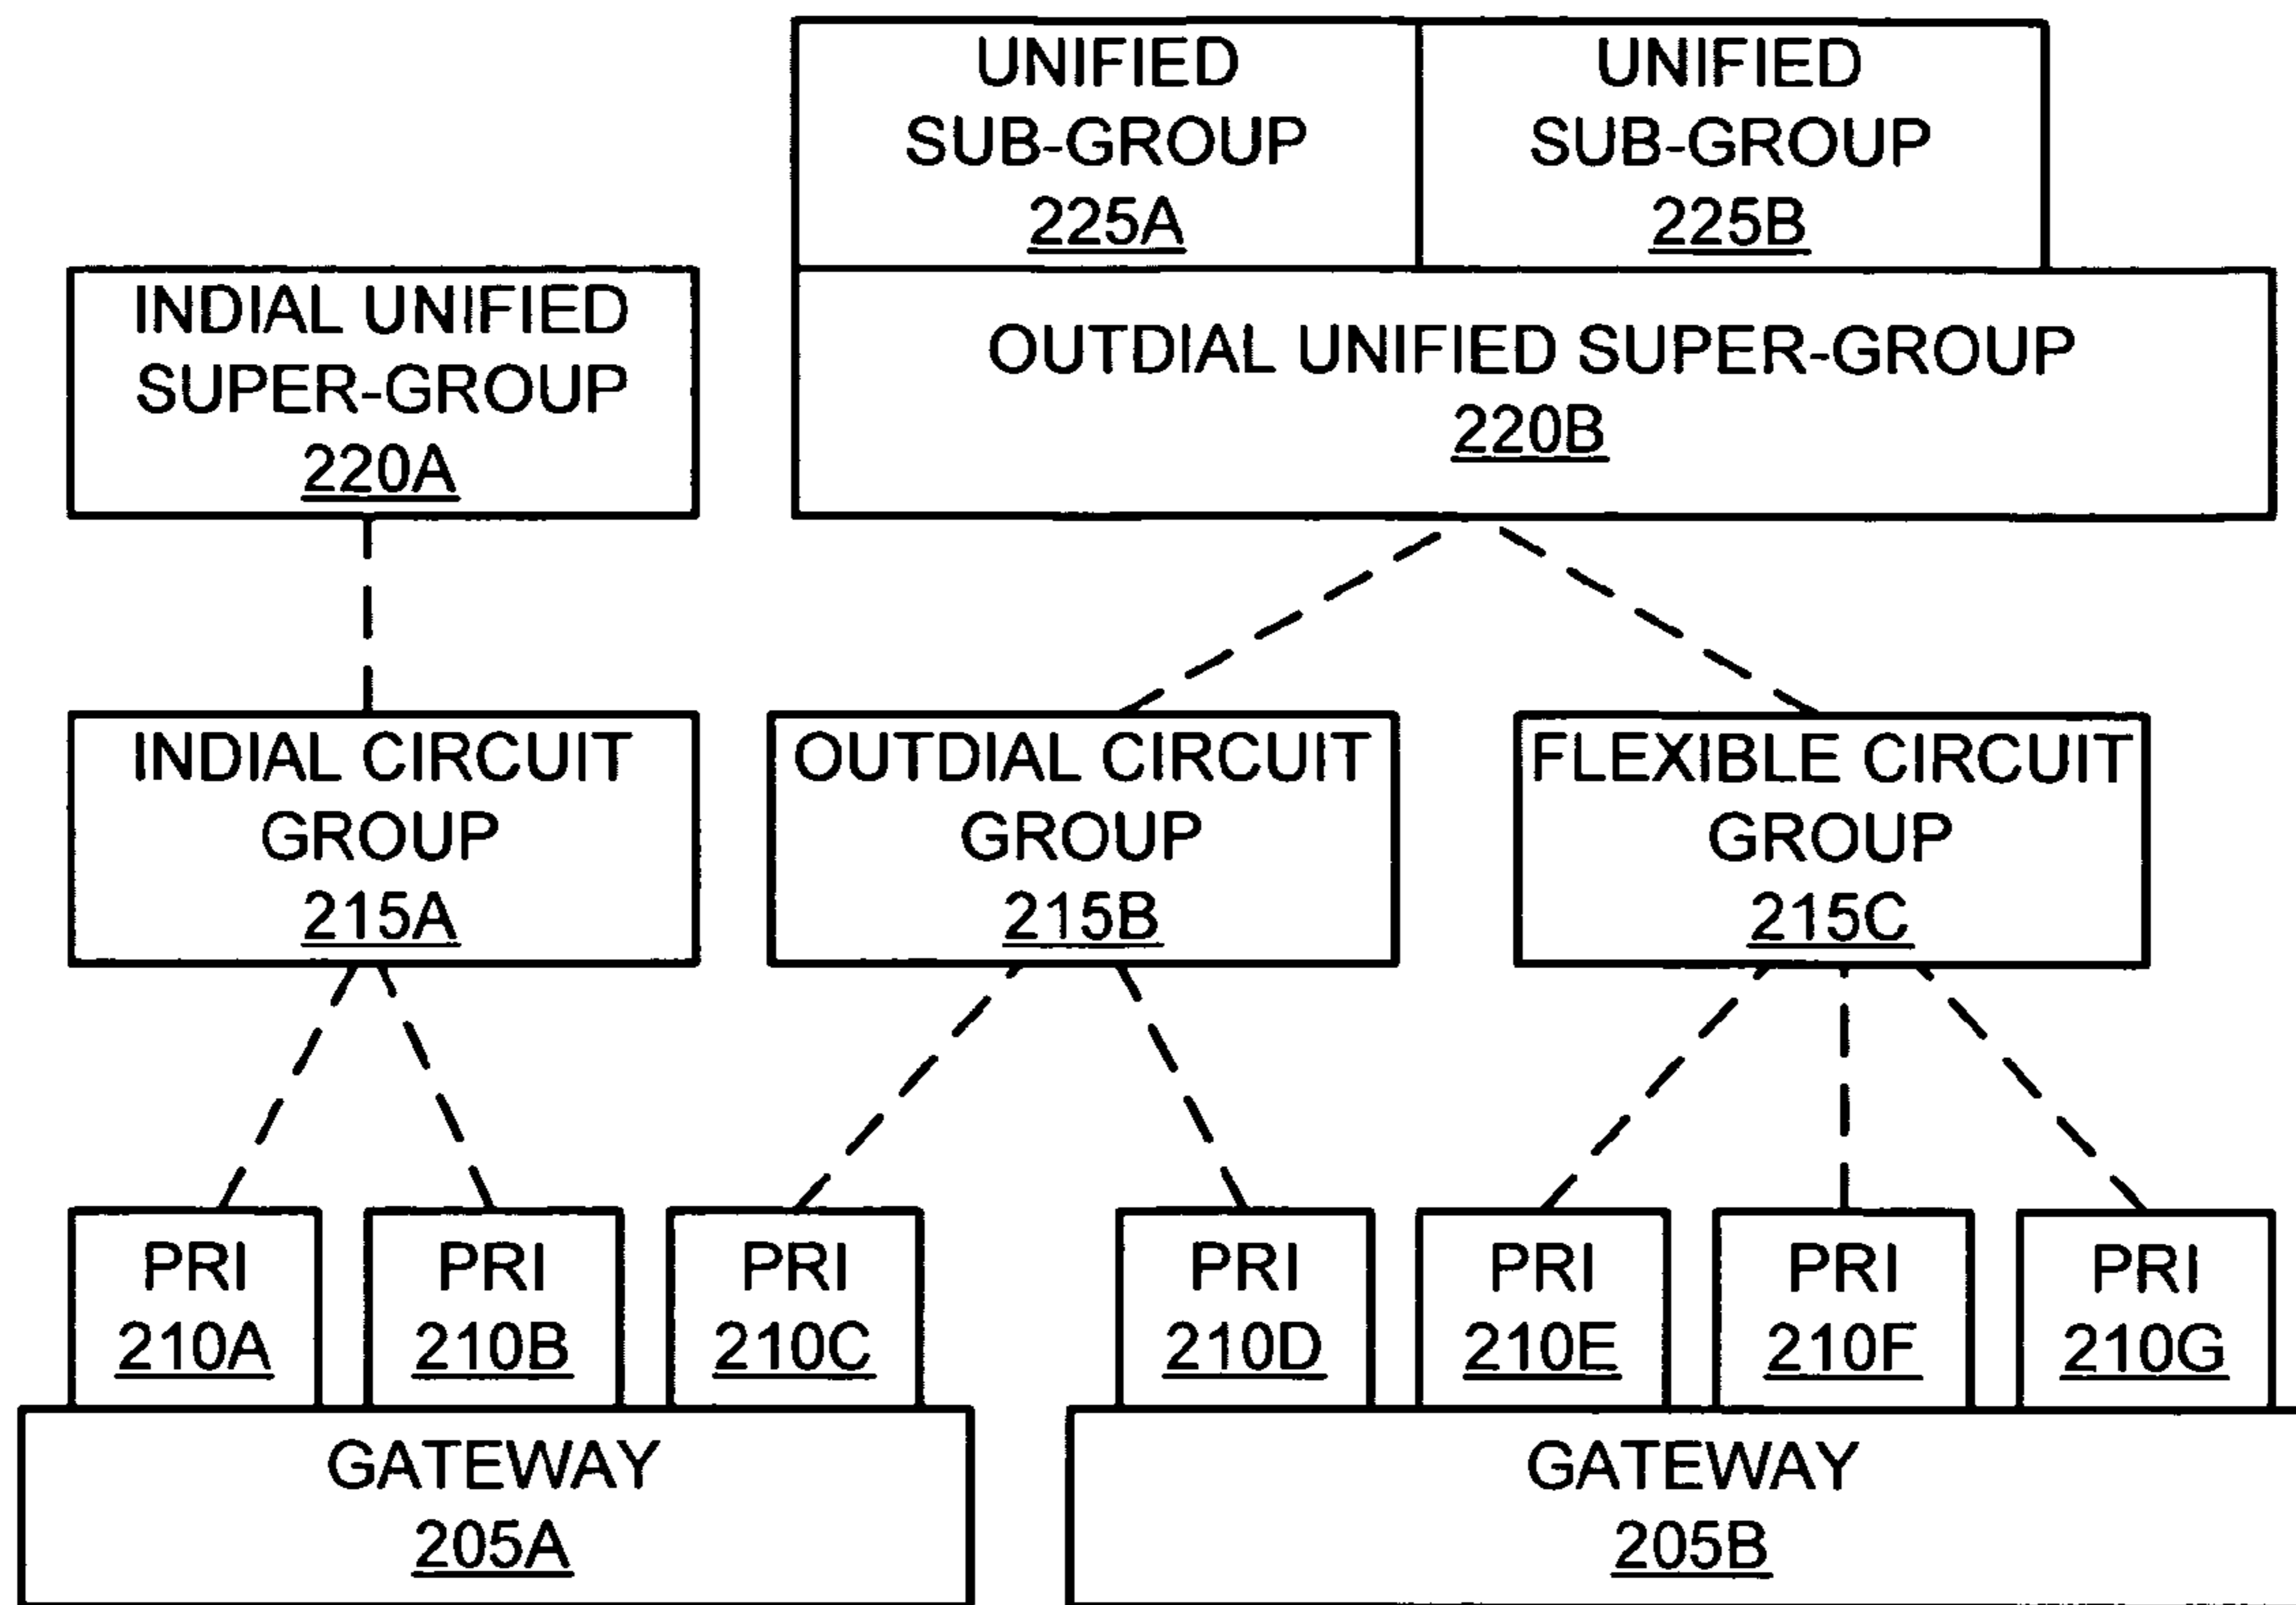 UNIFIED
SUB-GROUP
225A
UNIFIED
SUB-GROUP
225B
INDIAL UNIFIED
SUPER-GROUP
220A
OUTDIAL UNIFIED SUPER-GROUP
220B
INDIAL CIRCUIT
GROUP
215A
OUTDIAL CIRCUIT
GROUP
215B
FLEXIBLE CIRCUIT
GROUP
215C
PRI
210A
PRI
210B
PRI
210C
PRI
210D
PRI
210E
PRI
210F
PRI
210G
GATEWAY
205A
GATEWAY
205B